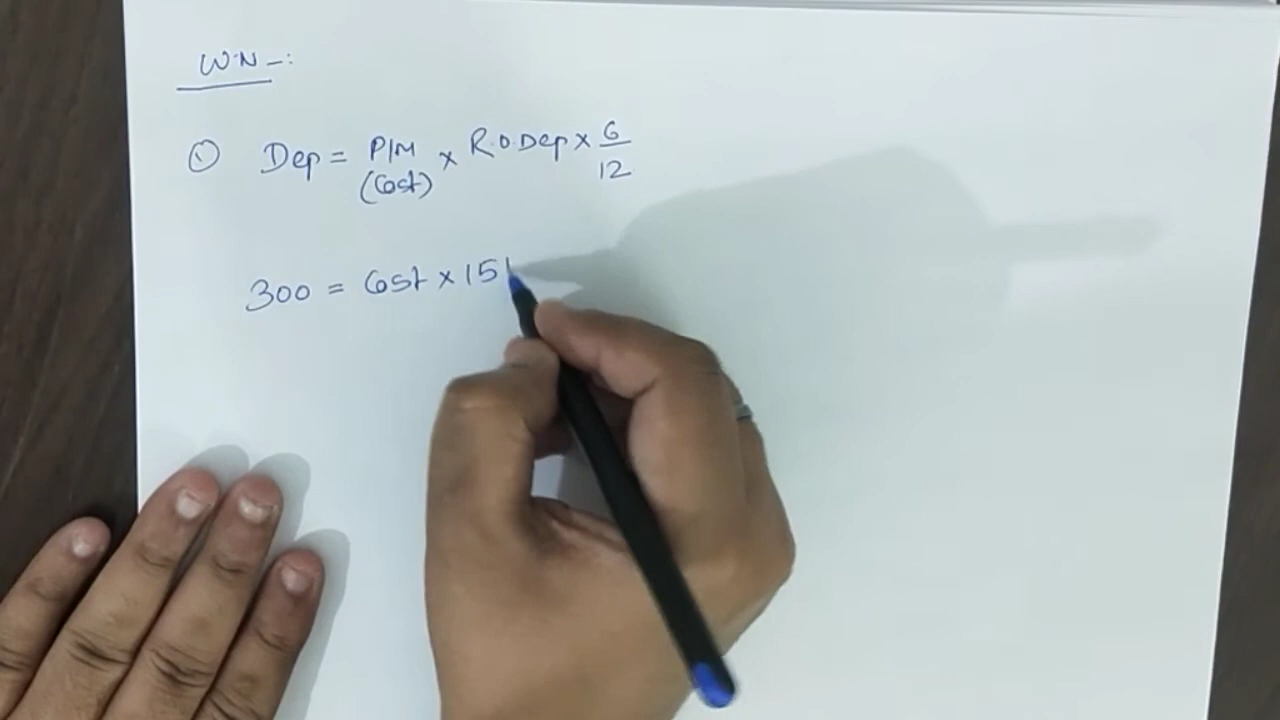 W.N-:
① Dep = P/M (Cost) × R.O.Dep × 6/12
300 = Cost × 15